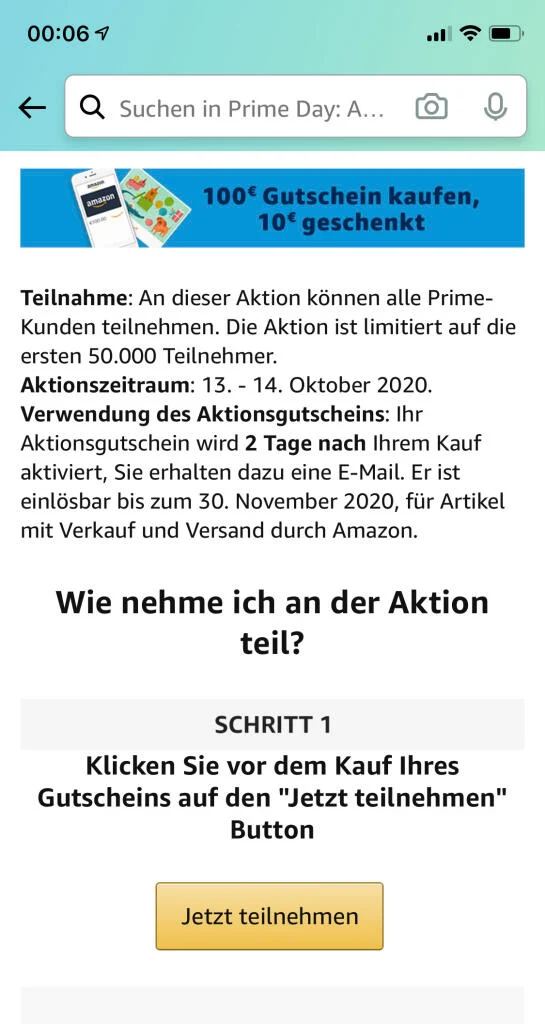 00:06
Suchen in Prime Day: A...
amazon
amazon
€100,00
100€ Gutschein kaufen,
10€ geschenkt
Teilnahme: An dieser Aktion können alle Prime-
Kunden teilnehmen. Die Aktion ist limitiert auf die
ersten 50.000 Teilnehmer.
Aktionszeitraum: 13. - 14. Oktober 2020.
Verwendung des Aktionsgutscheins: Ihr
Aktionsgutschein wird 2 Tage nach Ihrem Kauf
aktiviert, Sie erhalten dazu eine E-Mail. Er ist
einlösbar bis zum 30. November 2020, für Artikel
mit Verkauf und Versand durch Amazon.
Wie nehme ich an der Aktion
teil?
SCHRITT 1
Klicken Sie vor dem Kauf Ihres
Gutscheins auf den "Jetzt teilnehmen"
Button
Jetzt teilnehmen